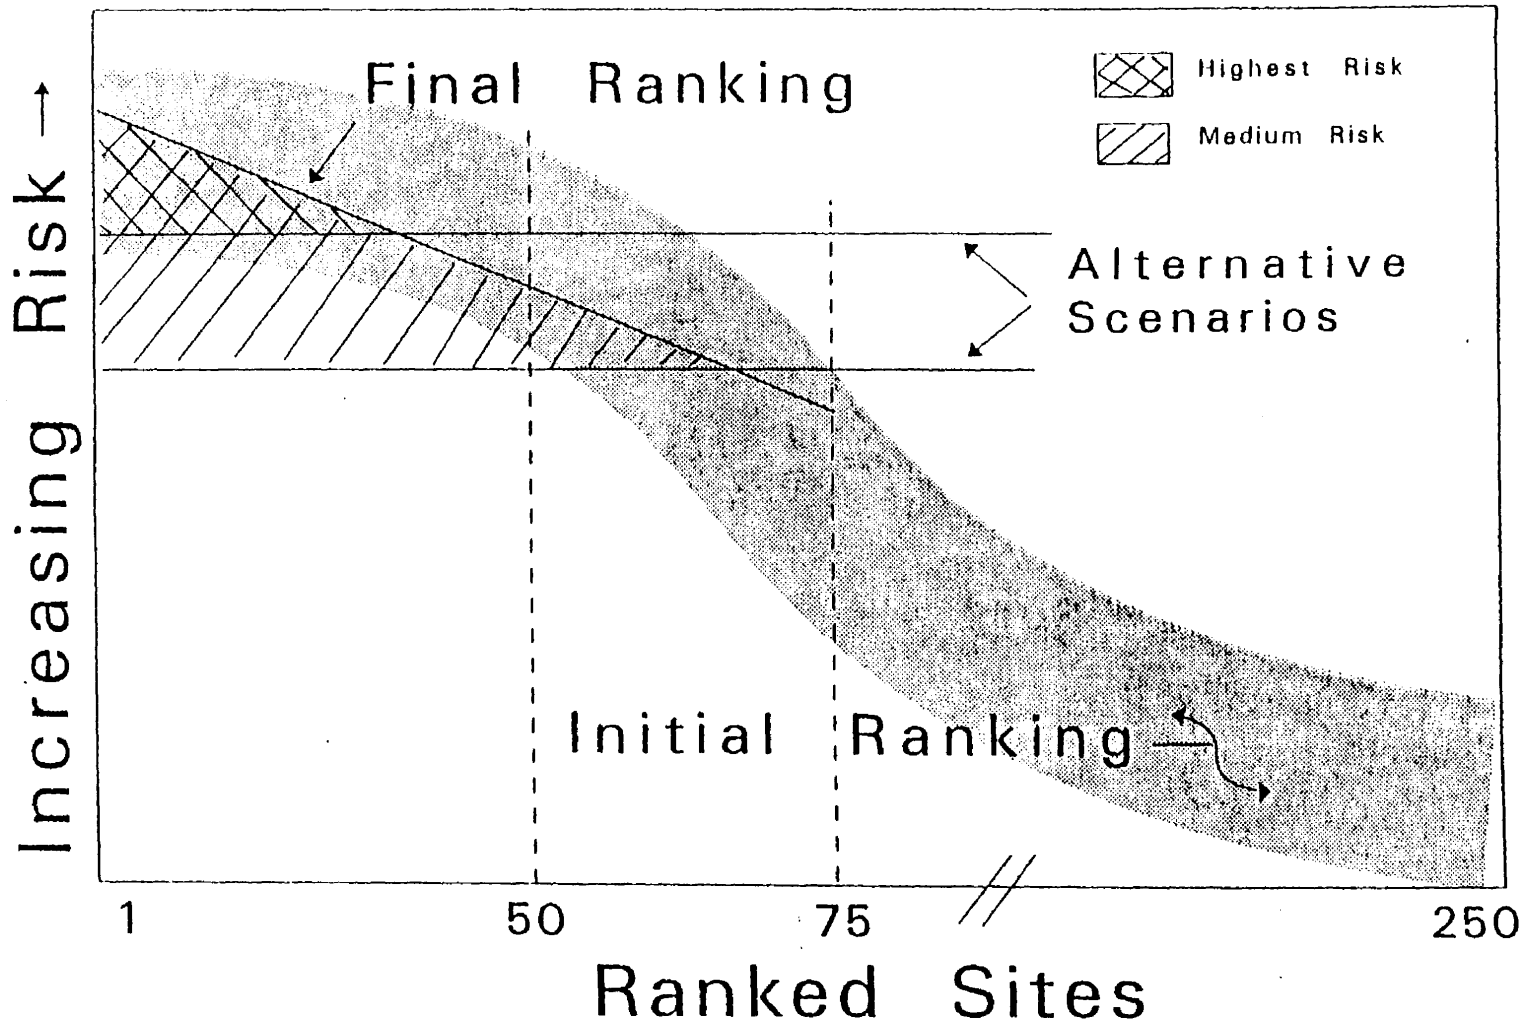 Final Ranking
Highest Risk
Medium Risk
Alternative
Scenarios
Increasing Risk →
Initial Ranking
1 50 75 250
Ranked Sites